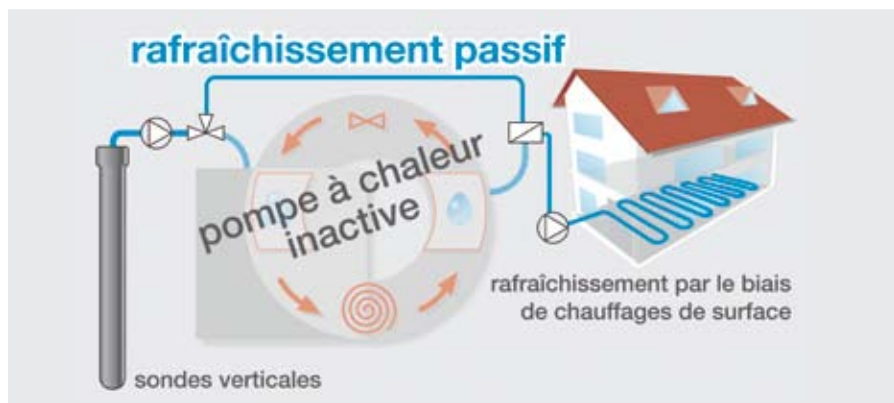 rafraîchissement passif
pompe à chaleur
inactive
rafraîchissement par le biais
de chauffages de surface
sondes verticales